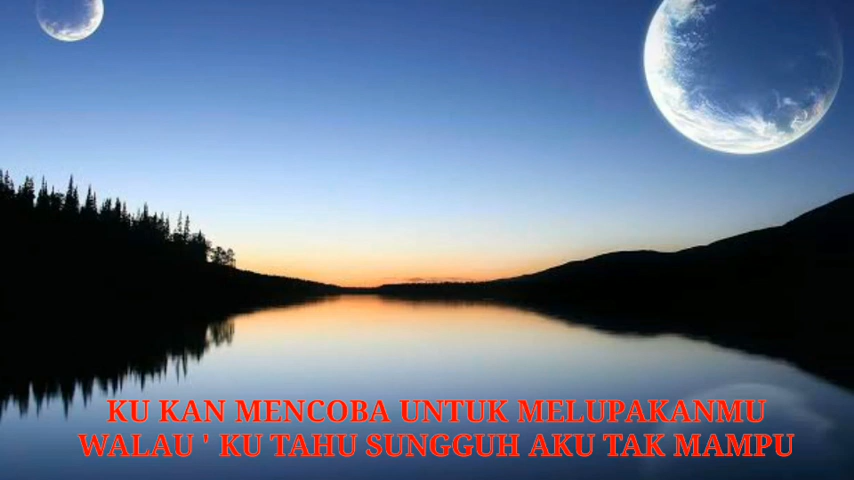 KU KAN MENCOBA UNTUK MELUPAKANMU
WALAU ' KU TAHU SUNGGUH AKU TAK MAMPU